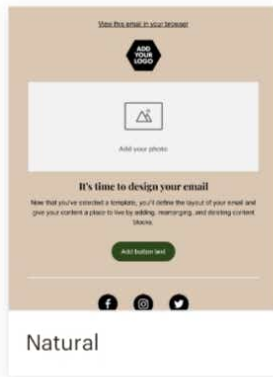 View this email in your browser
ADD
YOUR
LOGO
Add your photo
It's time to design your email
Now that you've selected a template, you'll define the layout of your email and
give your content a place to live by adding, rearranging, and deleting content
blocks.
Add button text
Natural